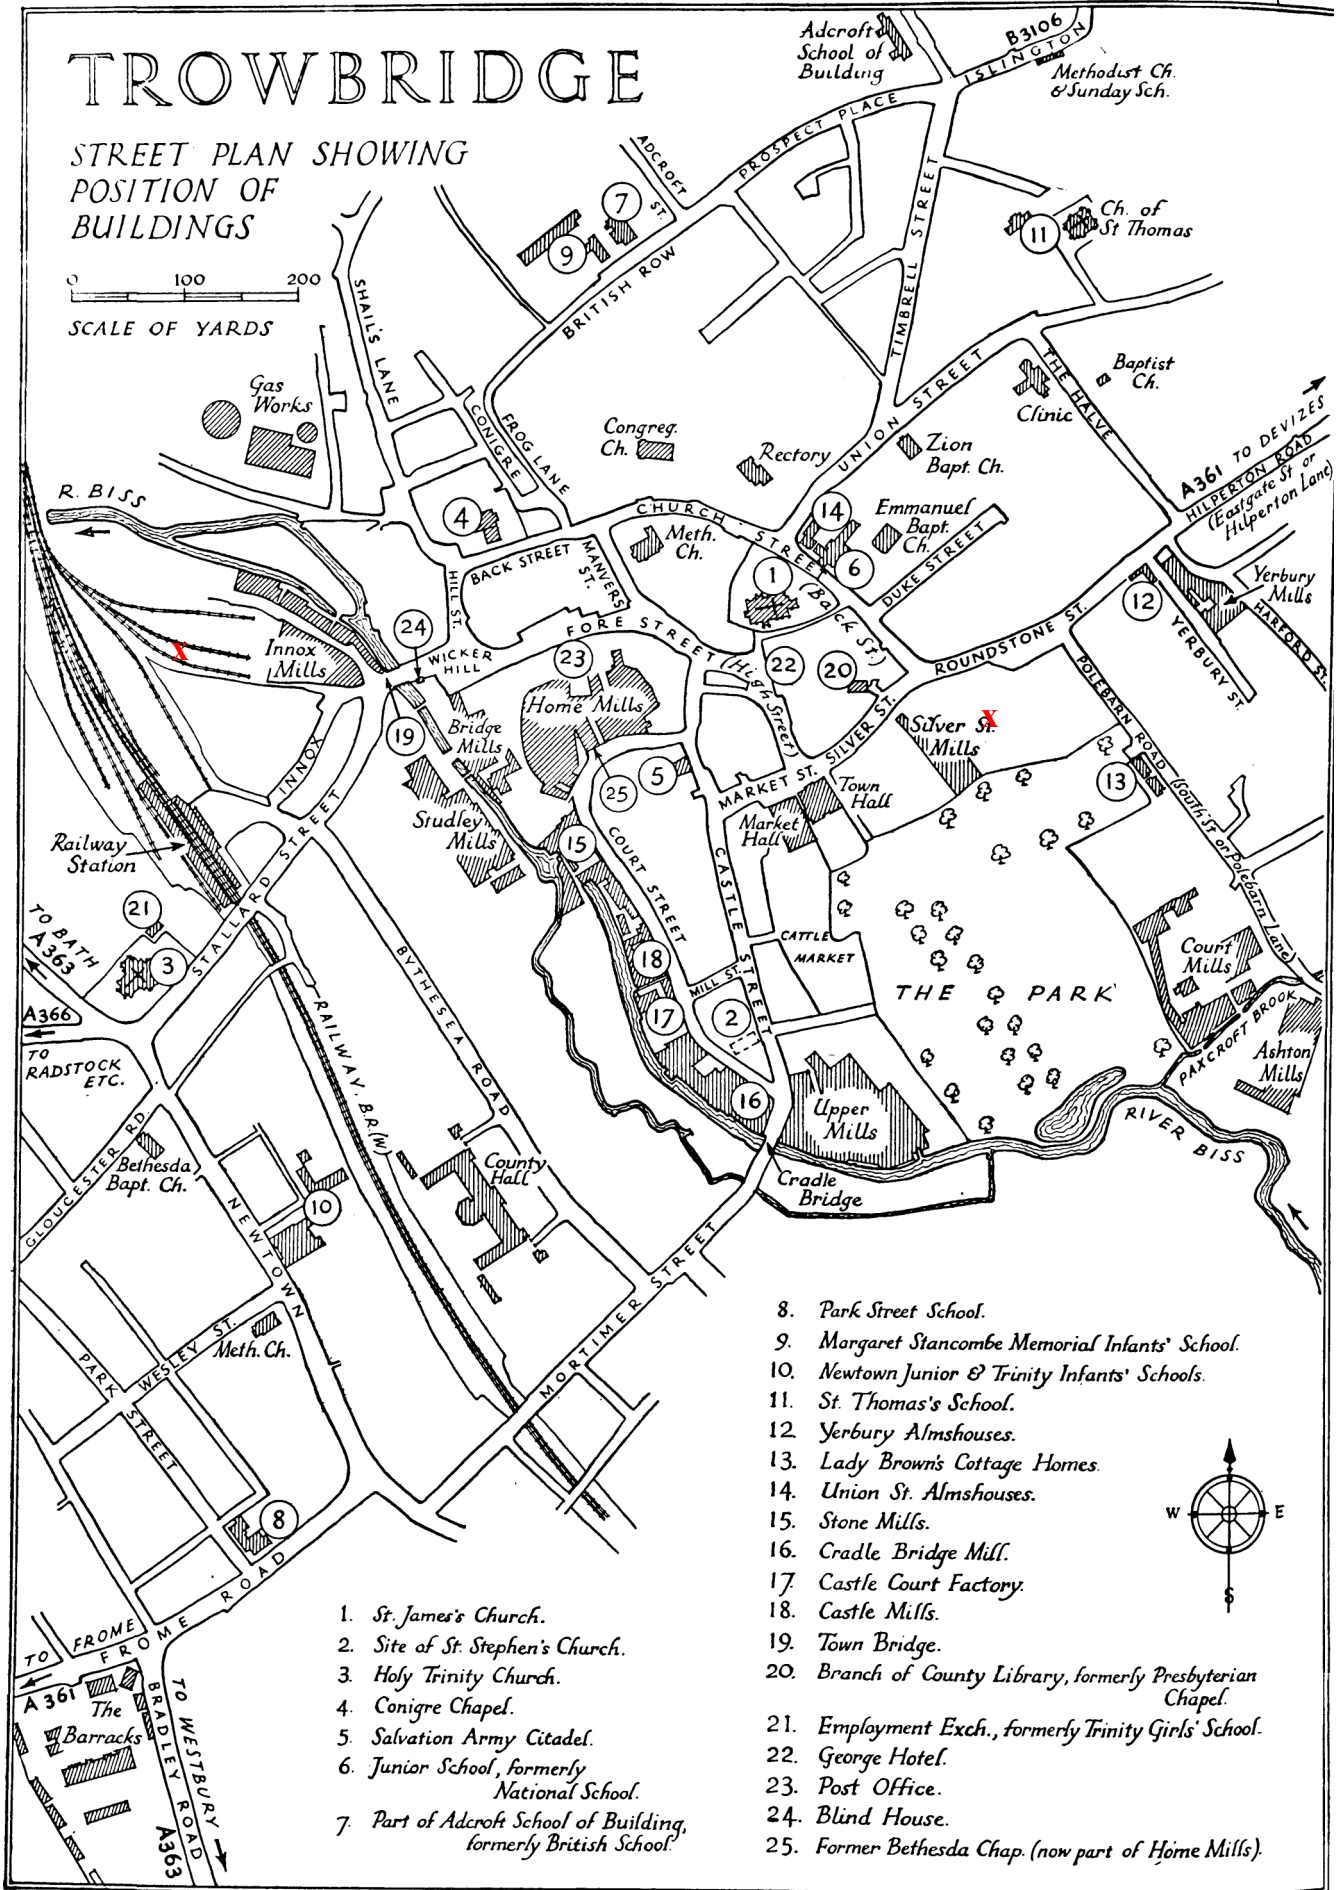 TROWBRIDGE
STREET PLAN SHOWING
POSITION OF
BUILDINGS
0 100 200
SCALE OF YARDS
Adcroft
School of
Building
B3106
ISLINGTON
Methodist Ch.
& Sunday Sch.
PROSPECT PLACE
ADCROFT
ST.
7
9
BRITISH ROW
TIMBRELL STREET
11
Ch. of
St Thomas
SHAIL'S LANE
Gas
Works
CONIGRE
FROG LANE
Congreg.
Ch.
Rectory
UNION STREET
Zion
Bapt. Ch.
Clinic
THE HALVE
Baptist
Ch.
A361 TO DEVIZES
HILPERTON ROAD
(Eastgate St or
Hilperton Lane)
R. BISS
4
BACK STREET
MANVERS
ST.
HILL ST.
CHURCH STREET
(Back St.)
Meth.
Ch.
14
6
Emmanuel
Bapt.
Ch.
DUKE STREET
1
12
Yerbury
Mills
YERBURY ST.
HARFORD ST.
X
Innox
Mills
24
WICKER
HILL
FORE STREET
(High Street)
23
22
20
ROUNDSTONE ST.
POLEBARN ROAD (South St or Polebarn Lane)
19
Bridge
Mills
Home Mills
SILVER ST.
Silver St.
Mills
X
13
INNOX
5
25
MARKET ST.
Town
Hall
Market
Hall
Studley
Mills
15
COURT STREET
CASTLE STREET
Railway
Station
STALLARD STREET
21
3
TO BATH
A363
A366
TO
RADSTOCK
ETC.
BYTHESEA ROAD
RAILWAY. B.R.(W)
18
17
MILL ST.
2
16
CATTLE
MARKET
THE PARK
Court
Mills
PAXCROFT BROOK
Ashton
Mills
RIVER BISS
Upper
Mills
Cradle
Bridge
GLOUCESTER RD.
Bethesda
Bapt. Ch.
NEWTOWN
10
County
Hall
MORTIMER STREET
WESLEY ST.
Meth. Ch.
PARK STREET
8
FROME ROAD
TO FROME
A 361
The
Barracks
BRADLEY ROAD
TO WESTBURY
A363
W E
S
1. St. James's Church.
2. Site of St. Stephen's Church.
3. Holy Trinity Church.
4. Conigre Chapel.
5. Salvation Army Citadel.
6. Junior School, formerly
National School.
7. Part of Adcroft School of Building,
formerly British School.
8. Park Street School.
9. Margaret Stancombe Memorial Infants' School.
10. Newtown Junior & Trinity Infants' Schools.
11. St. Thomas's School.
12. Yerbury Almshouses.
13. Lady Brown's Cottage Homes.
14. Union St. Almshouses.
15. Stone Mills.
16. Cradle Bridge Mill.
17. Castle Court Factory.
18. Castle Mills.
19. Town Bridge.
20. Branch of County Library, formerly Presbyterian
Chapel.
21. Employment Exch., formerly Trinity Girls' School.
22. George Hotel.
23. Post Office.
24. Blind House.
25. Former Bethesda Chap. (now part of Home Mills).